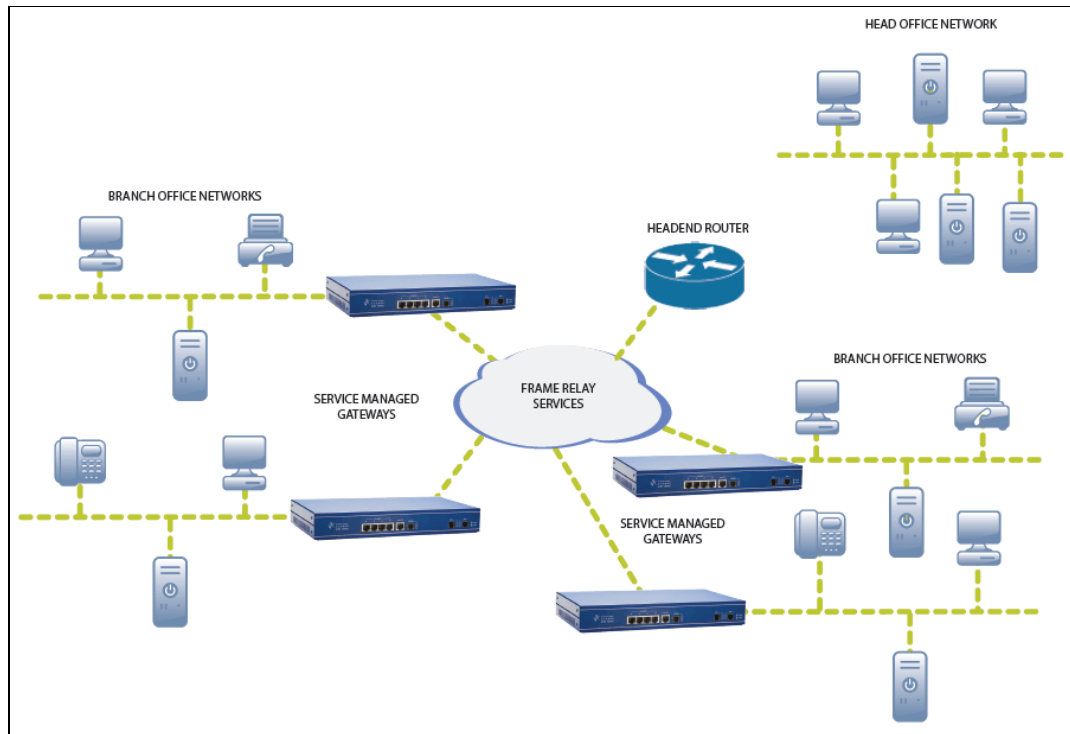 HEAD OFFICE NETWORK
BRANCH OFFICE NETWORKS
HEADEND ROUTER
FRAME RELAY
SERVICES
BRANCH OFFICE NETWORKS
SERVICE MANAGED
GATEWAYS
SERVICE MANAGED
GATEWAYS